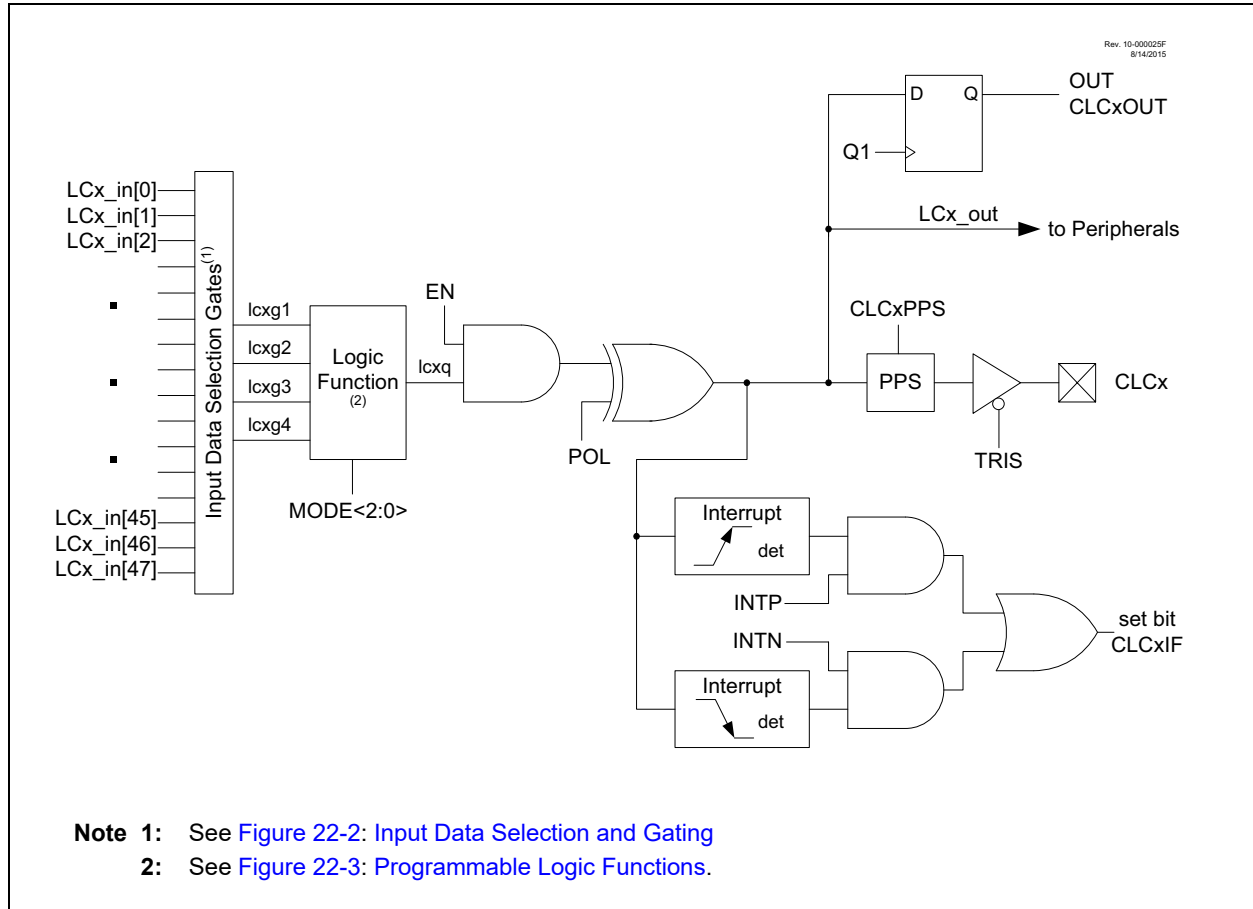 Rev. 10-000025F
8/14/2015
OUT
CLCxOUT
D Q
Q1
LCx_out
to Peripherals
LCx_in[0]
LCx_in[1]
LCx_in[2]
LCx_in[45]
LCx_in[46]
LCx_in[47]
Input Data Selection Gates(1)
lcxg1
lcxg2
lcxg3
lcxg4
Logic
Function
(2)
MODE<2:0>
EN
lcxq
POL
CLCxPPS
PPS
TRIS
CLCx
Interrupt
det
INTP
INTN
Interrupt
det
set bit
CLCxIF
Note 1: See Figure 22-2: Input Data Selection and Gating
2: See Figure 22-3: Programmable Logic Functions.